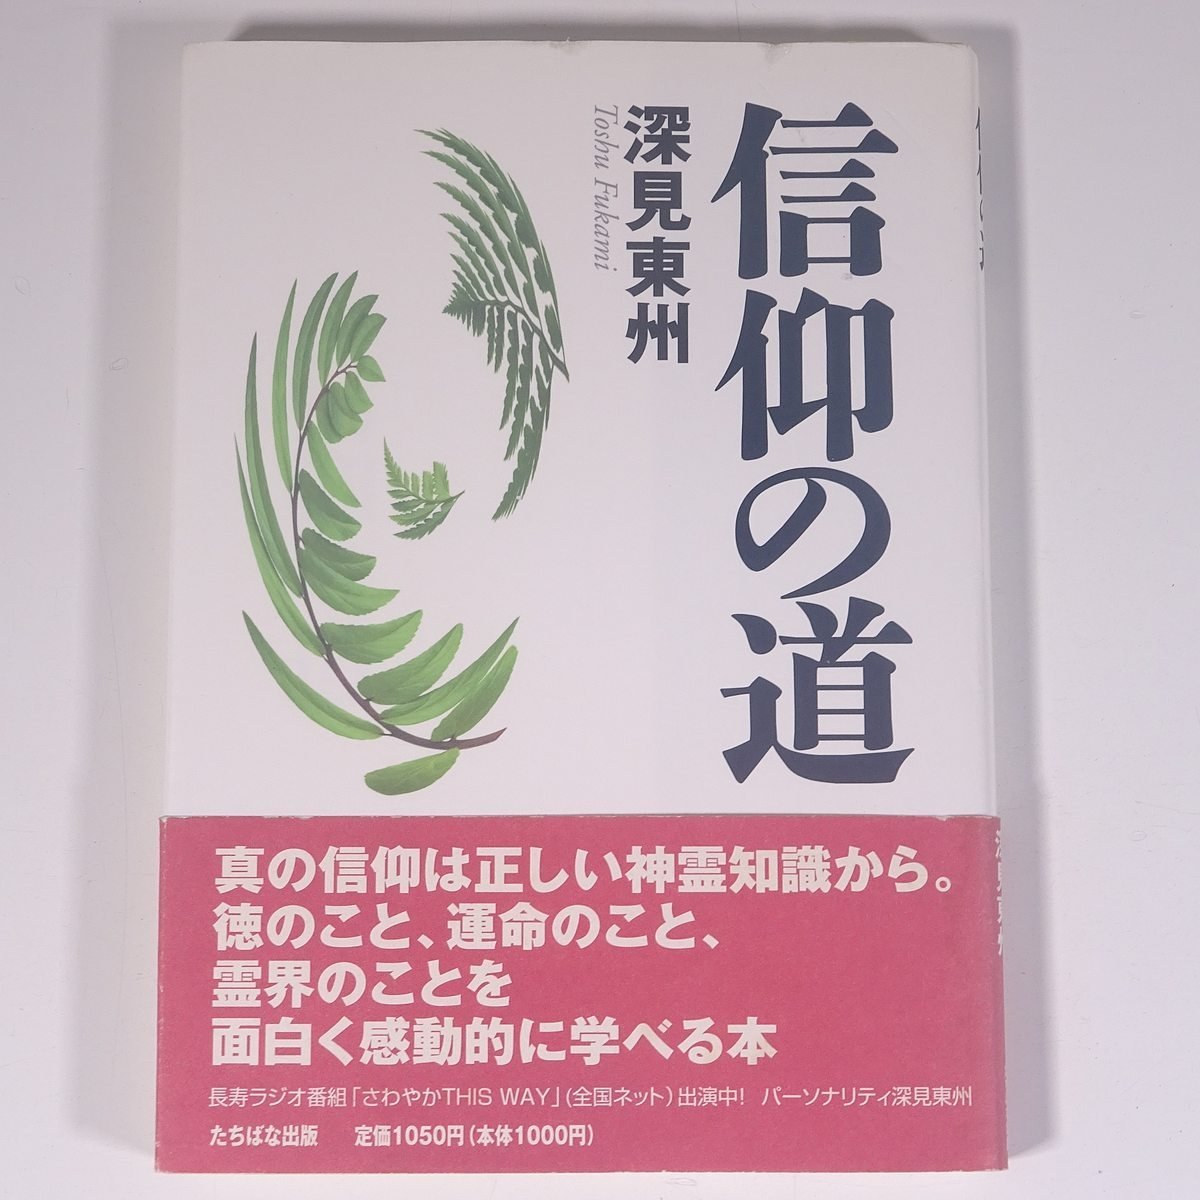 信仰の道
深見東州
Toshu Fukami
真の信仰は正しい神霊知識から。
徳のこと、運命のこと、
霊界のことを
面白く感動的に学べる本
長寿ラジオ番組「さわやかTHIS WAY」(全国ネット)出演中! パーソナリティ深見東州
たちばな出版 定価1050円(本体1000円)